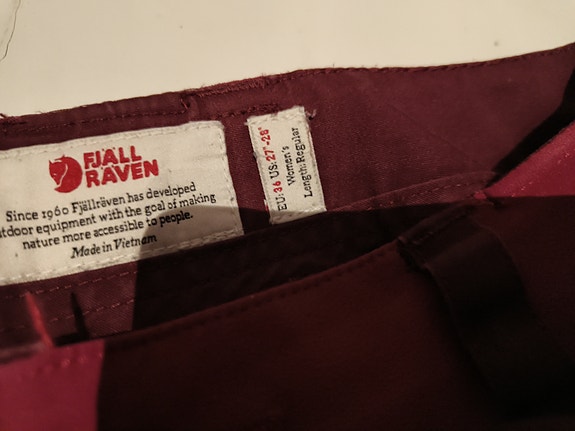 FJÄLL
RÄVEN
Since 1960 Fjällräven has developed
tdoor equipment with the goal of making
nature more accessible to people.
Made in Vietnam
EU: 36 US: 27"-28"
Women's
Length: Regular